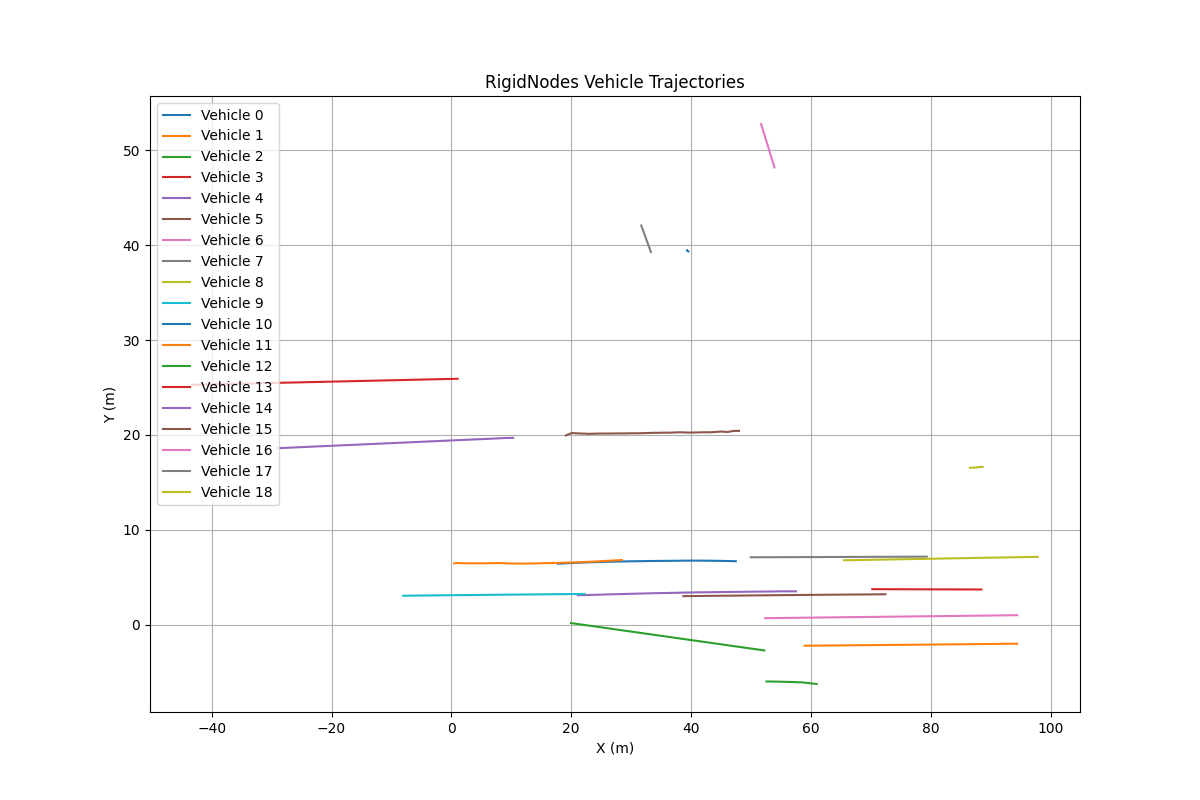 RigidNodes Vehicle Trajectories
Y (m)
50
40
30
20
10
0
Vehicle 0
Vehicle 1
Vehicle 2
Vehicle 3
Vehicle 4
Vehicle 5
Vehicle 6
Vehicle 7
Vehicle 8
Vehicle 9
Vehicle 10
Vehicle 11
Vehicle 12
Vehicle 13
Vehicle 14
Vehicle 15
Vehicle 16
Vehicle 17
Vehicle 18
−40 −20 0 20 40 60 80 100
X (m)